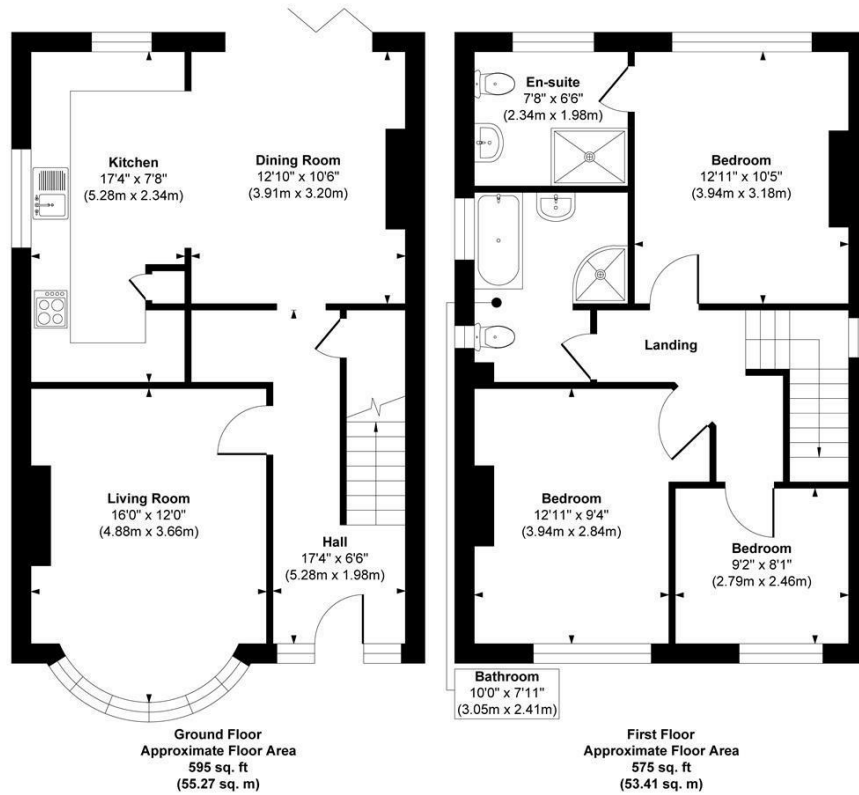 Kitchen
17'4" x 7'8"
(5.28m x 2.34m)
Dining Room
12'10" x 10'6"
(3.91m x 3.20m)
Living Room
16'0" x 12'0"
(4.88m x 3.66m)
Hall
17'4" x 6'6"
(5.28m x 1.98m)
Ground Floor
Approximate Floor Area
595 sq. ft
(55.27 sq. m)
En-suite
7'8" x 6'6"
(2.34m x 1.98m)
Bedroom
12'11" x 10'5"
(3.94m x 3.18m)
Landing
Bedroom
12'11" x 9'4"
(3.94m x 2.84m)
Bedroom
9'2" x 8'1"
(2.79m x 2.46m)
Bathroom
10'0" x 7'11"
(3.05m x 2.41m)
First Floor
Approximate Floor Area
575 sq. ft
(53.41 sq. m)